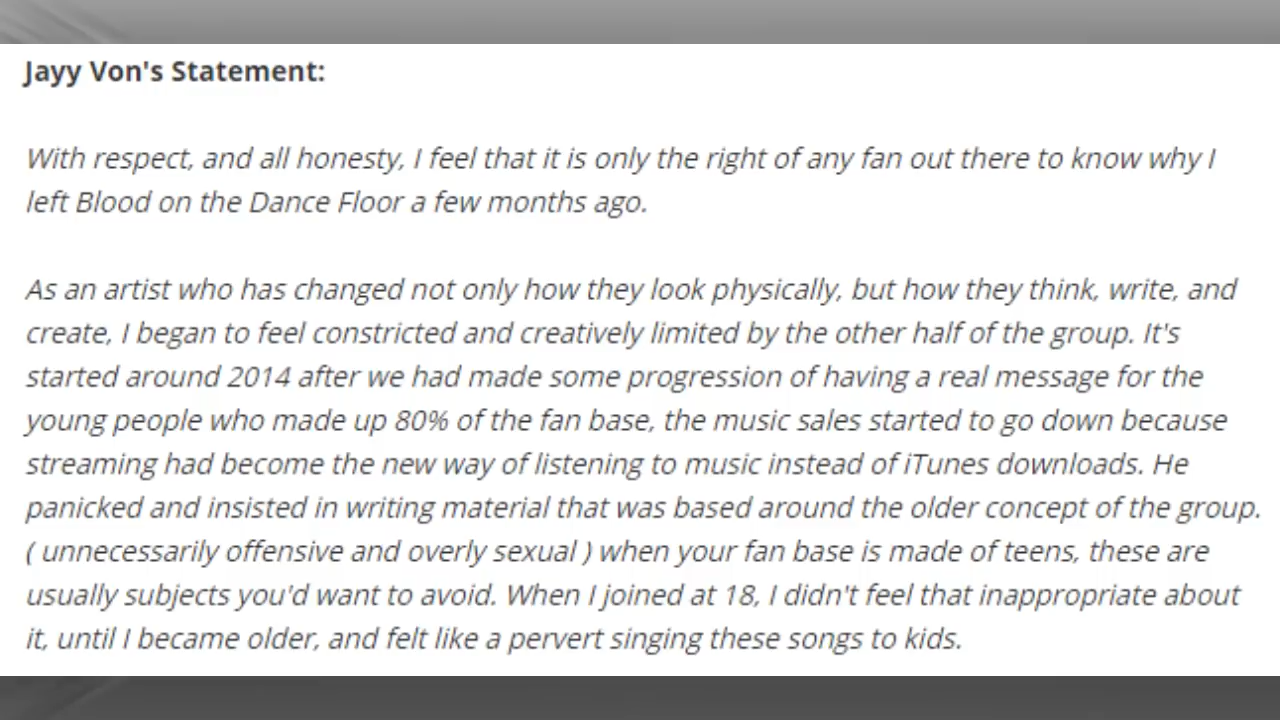 Jayy Von's Statement:
With respect, and all honesty, I feel that it is only the right of any fan out there to know why I
left Blood on the Dance Floor a few months ago.
As an artist who has changed not only how they look physically, but how they think, write, and
create, I began to feel constricted and creatively limited by the other half of the group. It's
started around 2014 after we had made some progression of having a real message for the
young people who made up 80% of the fan base, the music sales started to go down because
streaming had become the new way of listening to music instead of iTunes downloads. He
panicked and insisted in writing material that was based around the older concept of the group.
( unnecessarily offensive and overly sexual ) when your fan base is made of teens, these are
usually subjects you'd want to avoid. When I joined at 18, I didn't feel that inappropriate about
it, until I became older, and felt like a pervert singing these songs to kids.